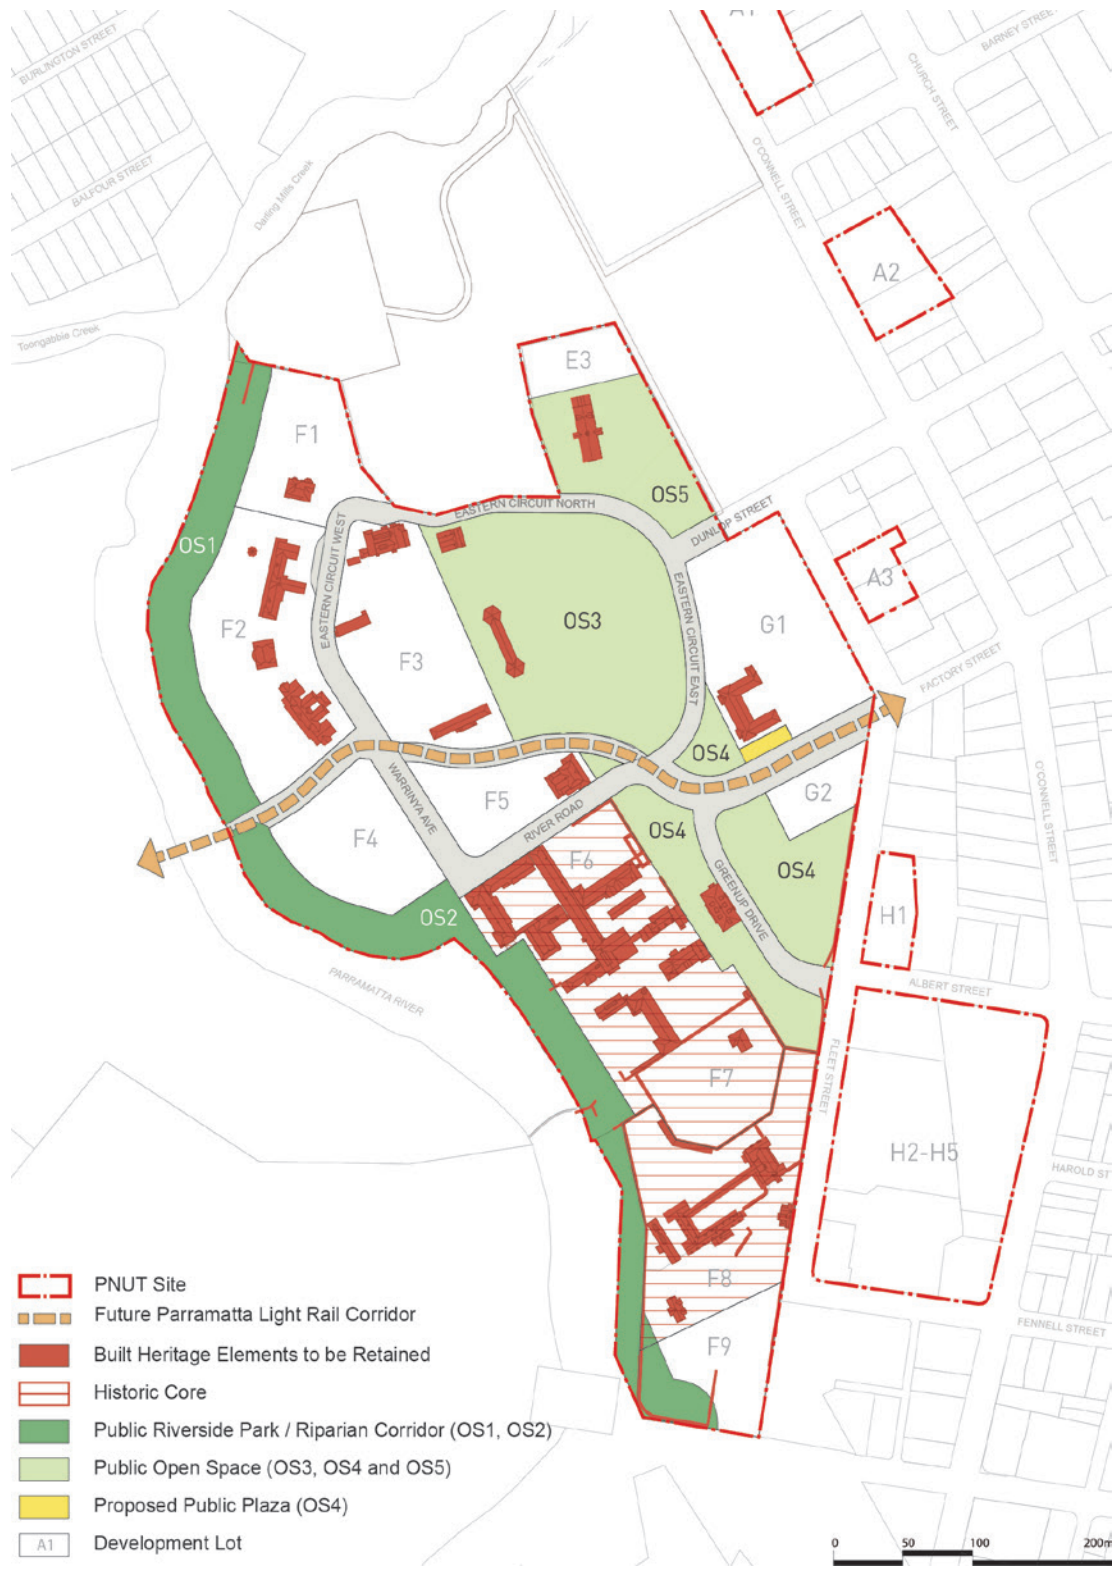 A1
BARNEY STREET
BURLINGTON STREET
CHURCH STREET
O'CONNELL STREET
BALFOUR STREET
Darling Mills Creek
A2
Toongabbie Creek
E3
F1
OS5
EASTERN CIRCUIT NORTH
DUNLOP STREET
OS1
EASTERN CIRCUIT WEST
A3
F2
OS3
EASTERN CIRCUIT EAST
G1
F3
FACTORY STREET
OS4
WARRINYA AVE
F5
G2
RIVER ROAD
F4
OS4
O'CONNELL STREET
F6
OS4
GREENUP DRIVE
OS2
H1
PARRAMATTA RIVER
ALBERT STREET
FLEET STREET
F7
H2-H5
HAROLD ST
F8
FENNELL STREET
F9
PNUT Site
Future Parramatta Light Rail Corridor
Built Heritage Elements to be Retained
Historic Core
Public Riverside Park / Riparian Corridor (OS1, OS2)
Public Open Space (OS3, OS4 and OS5)
Proposed Public Plaza (OS4)
A1 Development Lot
0 50 100 200m